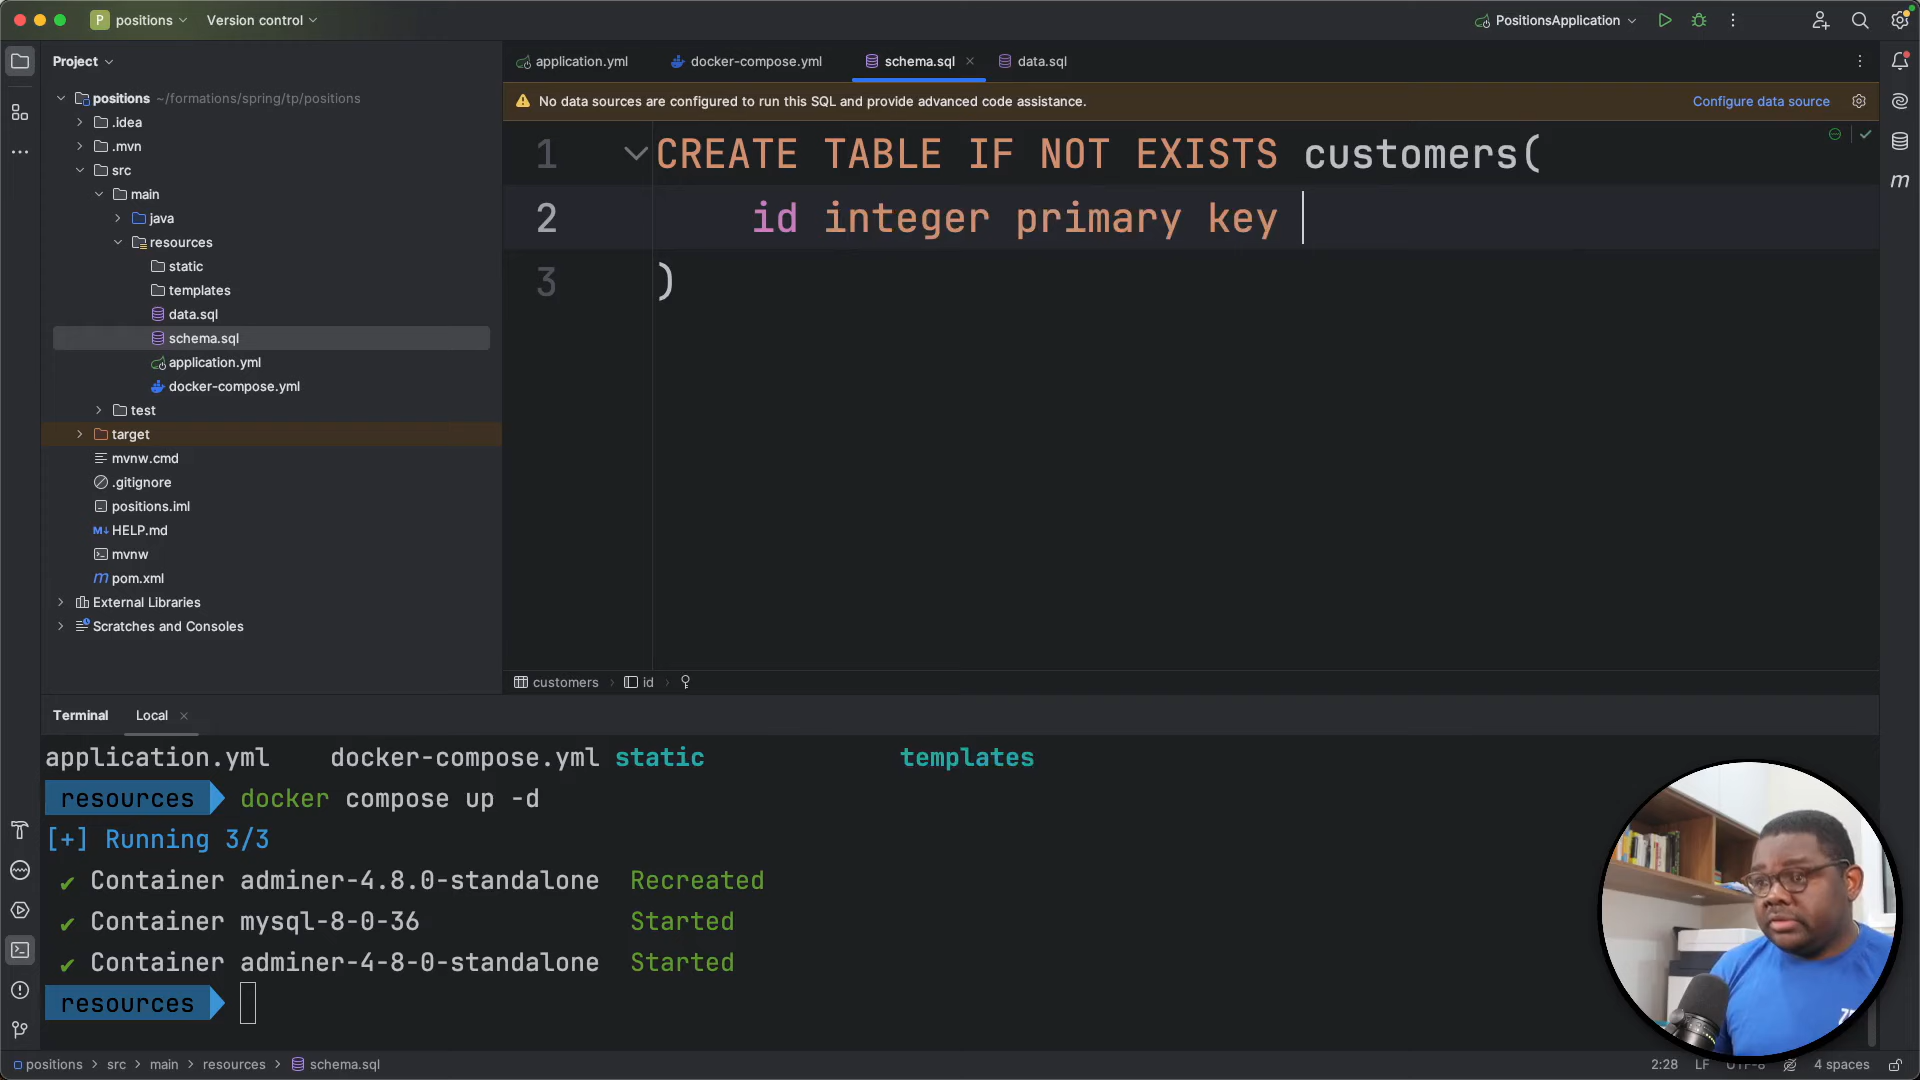 P positions Version control PositionsApplication
Project
application.yml docker-compose.yml schema.sql data.sql
No data sources are configured to run this SQL and provide advanced code assistance. Configure data source
positions ~/formations/spring/tp/positions
.idea
.mvn
src
main
java
resources
static
templates
data.sql
schema.sql
application.yml
docker-compose.yml
test
target
mvnw.cmd
.gitignore
positions.iml
M↓ HELP.md
mvnw
m pom.xml
External Libraries
Scratches and Consoles
1 CREATE TABLE IF NOT EXISTS customers(
2 id integer primary key
3 )
customers id
Terminal Local
application.yml docker-compose.yml static templates
resources docker compose up -d
[+] Running 3/3
✔ Container adminer-4.8.0-standalone Recreated
✔ Container mysql-8-0-36 Started
✔ Container adminer-4-8-0-standalone Started
resources
positions > src > main > resources > schema.sql 2:28 LF UTF-8 4 spaces
m